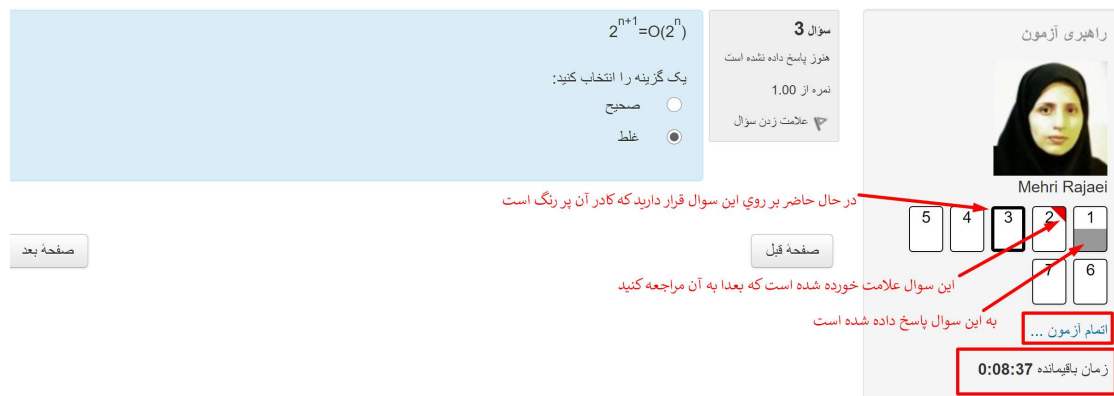 راهبری آزمون
Mehri Rajaei
1
2
3
4
5
6
7
اتمام آزمون ...
زمان باقیمانده 0:08:37
سؤال 3
هنوز پاسخ داده نشده است
نمره از 1.00
علامت زدن سؤال
2^n+1=O(2^n)
یک گزینه را انتخاب کنید:
صحیح
غلط
در حال حاضر بر روي اين سوال قرار داريد که کادر آن پر رنگ است
صفحهٔ قبل
صفحهٔ بعد
اين سوال علامت خورده شده است که بعدا به آن مراجعه کنيد
به اين سوال پاسخ داده شده است